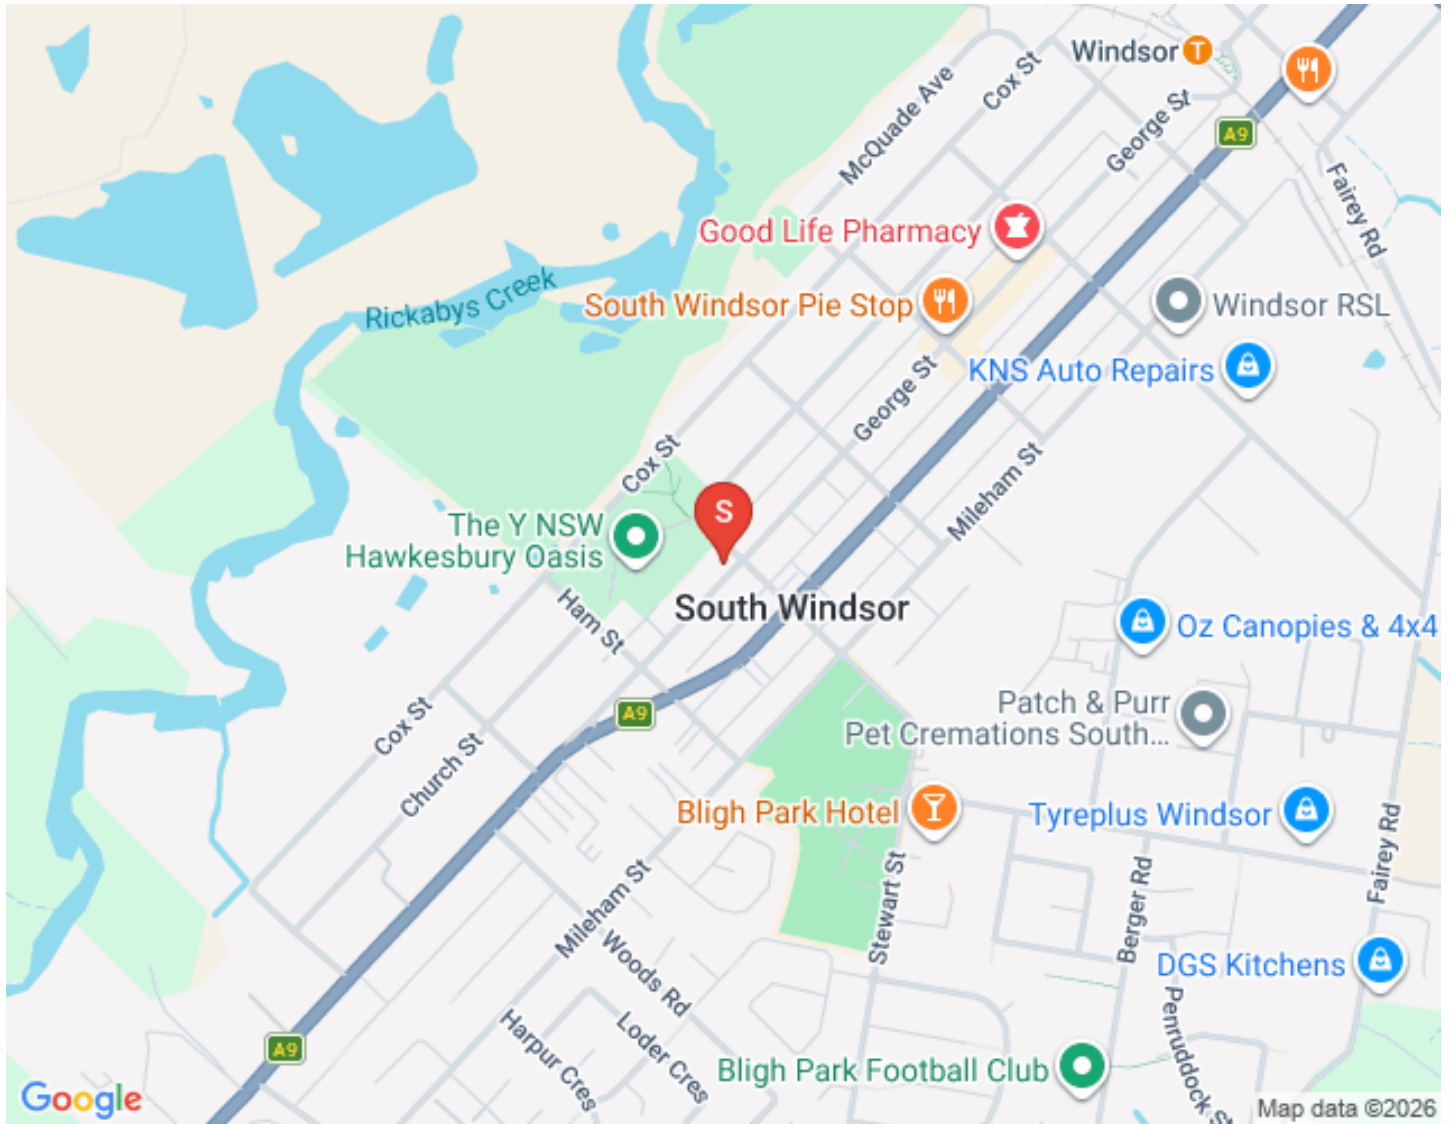 Windsor T
Cox St
McQuade Ave
George St
A9
Fairey Rd
Good Life Pharmacy
Rickabys Creek
South Windsor Pie Stop
Windsor RSL
KNS Auto Repairs
George St
Cox St
Mileham St
S
The Y NSW
Hawkesbury Oasis
South Windsor
Ham St
Oz Canopies & 4x4
Patch & Purr
Pet Cremations South...
A9
Cox St
Church St
Bligh Park Hotel
Tyreplus Windsor
Fairey Rd
Stewart St
Berger Rd
Mileham St
Woods Rd
DGS Kitchens
Penruddock St
Harpur Cres
Loder Cres
A9
Bligh Park Football Club
Google
Map data ©2026